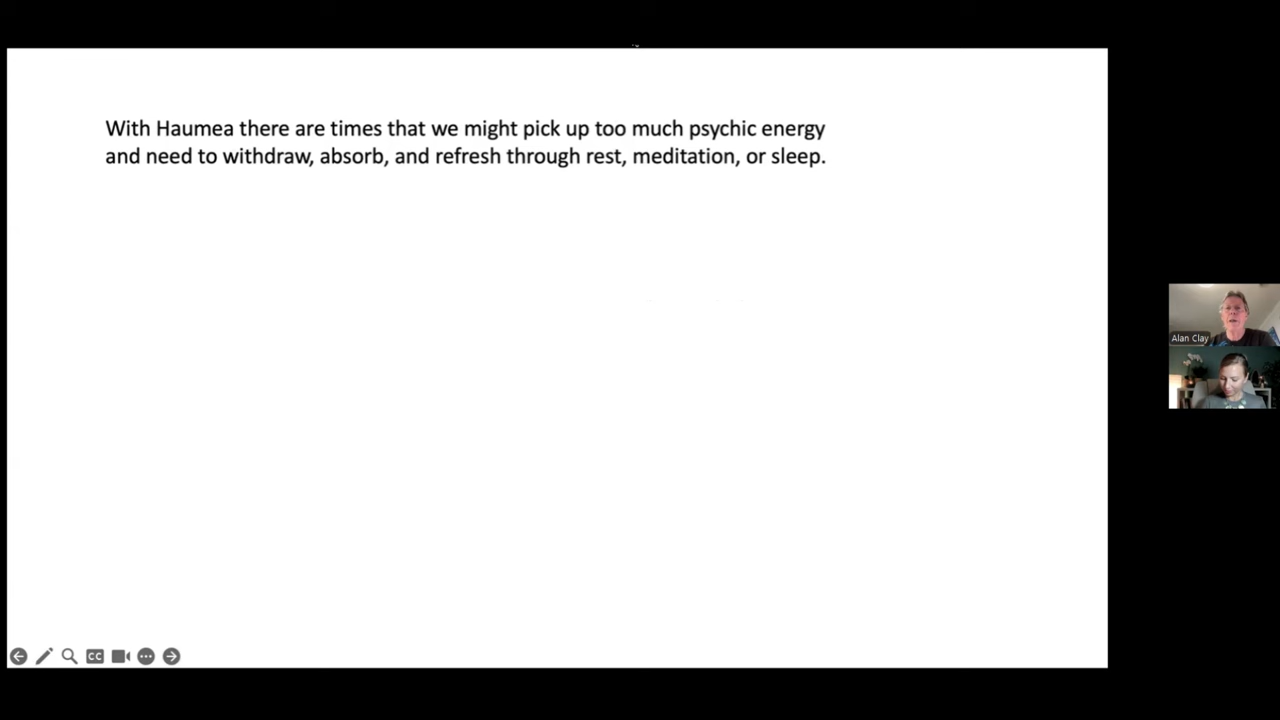 With Haumea there are times that we might pick up too much psychic energy
and need to withdraw, absorb, and refresh through rest, meditation, or sleep.
Alan Clay
CC